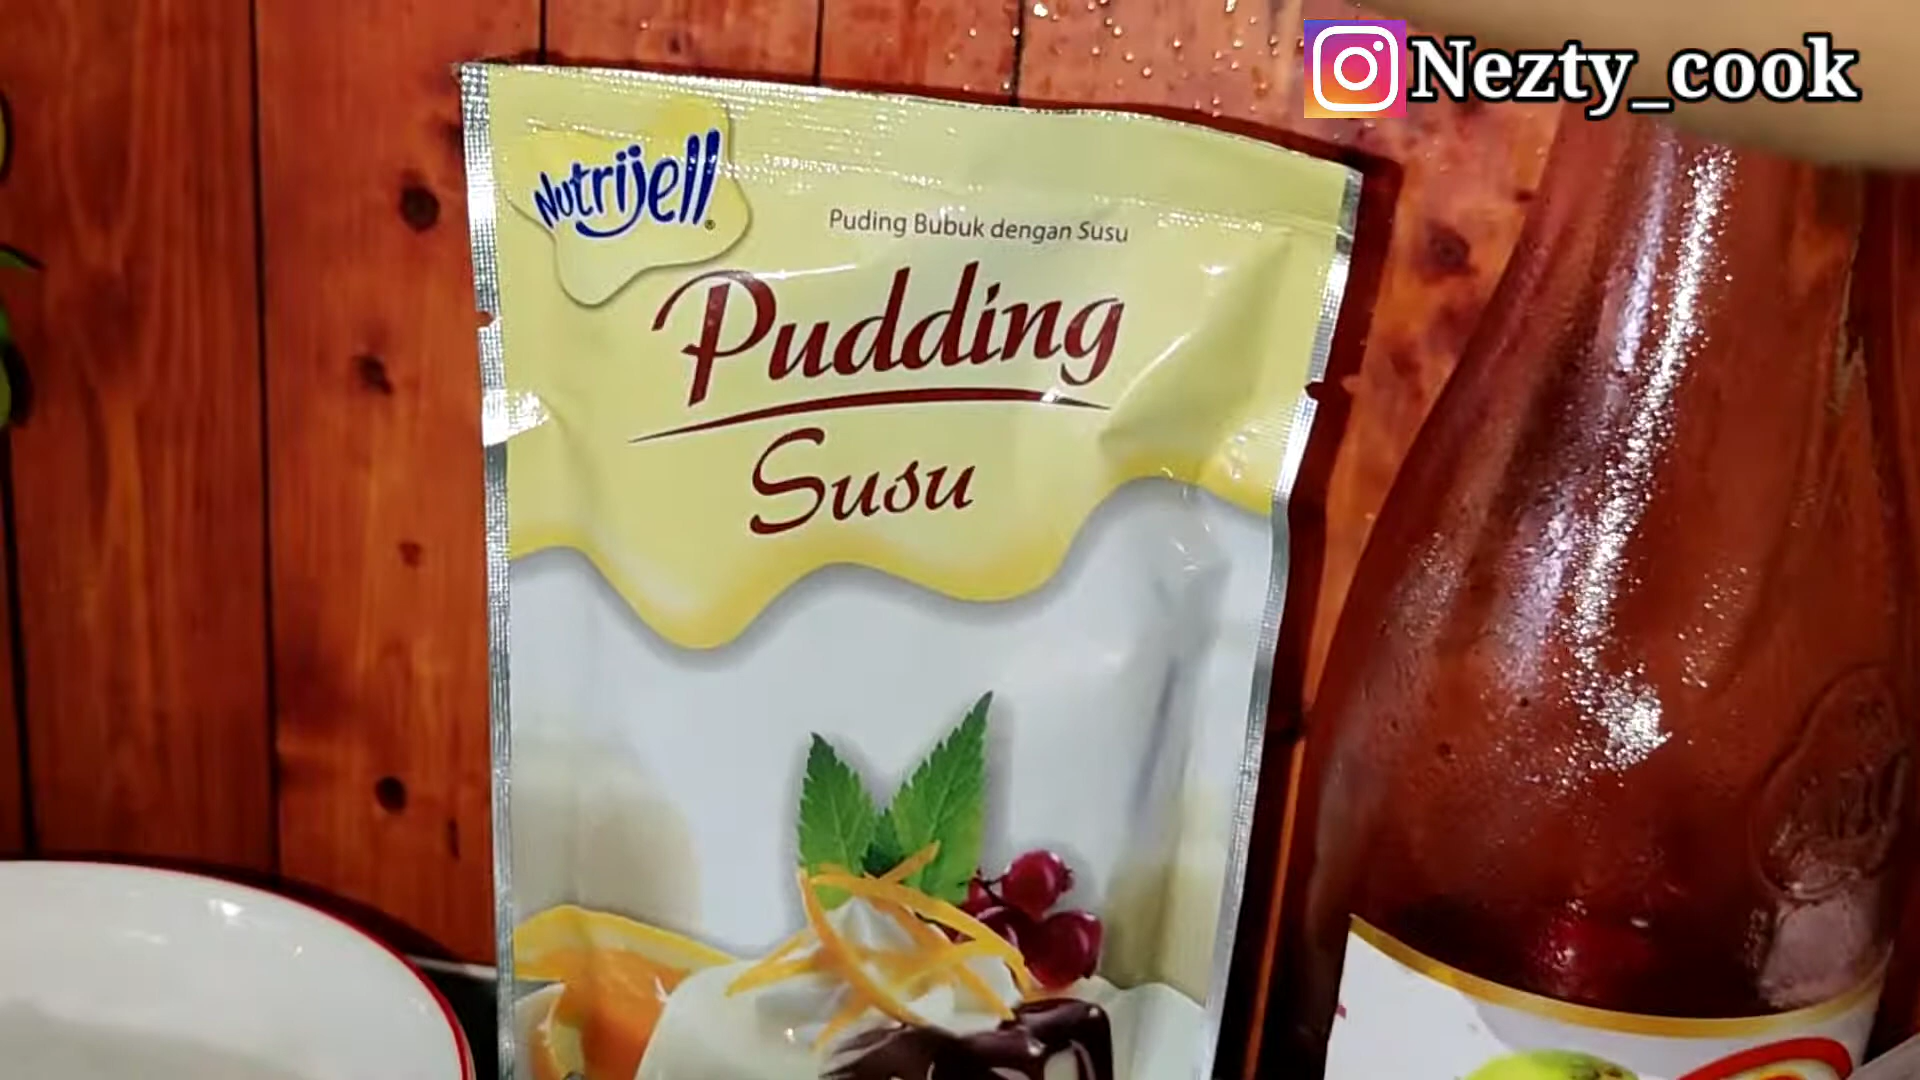 Nezty_cook
Nutrijell
Puding Bubuk dengan Susu
Pudding
Susu